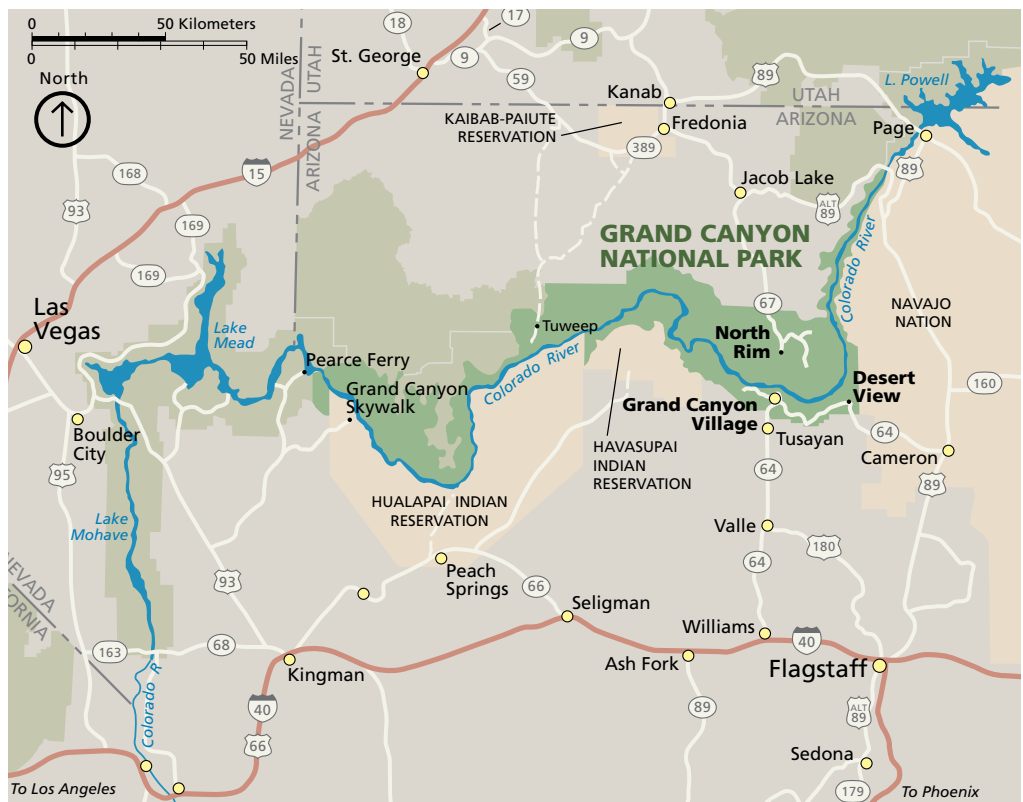 0
50 Kilometers
0
50 Miles
North
18
17
9
9
St. George
59
NEVADA
UTAH
ARIZONA
ARIZONA
UTAH
ARIZONA
89
L. Powell
Kanab
KAIBAB-PAIUTE
RESERVATION
Fredonia
389
Page
89
168
15
93
169
169
Jacob Lake
ALT
89
Colorado River
GRAND CANYON
NATIONAL PARK
67
NAVAJO
NATION
Las
Vegas
Lake
Mead
Tuweep
North
Rim
Pearce Ferry
Colorado River
Grand Canyon
Skywalk
Desert
View
160
Grand Canyon
Village
Tusayan
64
Boulder
City
HAVASUPAI
INDIAN
RESERVATION
Cameron
95
64
89
HUALAPAI INDIAN
RESERVATION
Lake
Mohave
Valle
180
NEVADA
CALIFORNIA
93
Peach
Springs
66
64
Seligman
Williams
40
163
68
Kingman
Ash Fork
Flagstaff
Colorado R
40
66
89
ALT
89
Sedona
To Los Angeles
179
To Phoenix